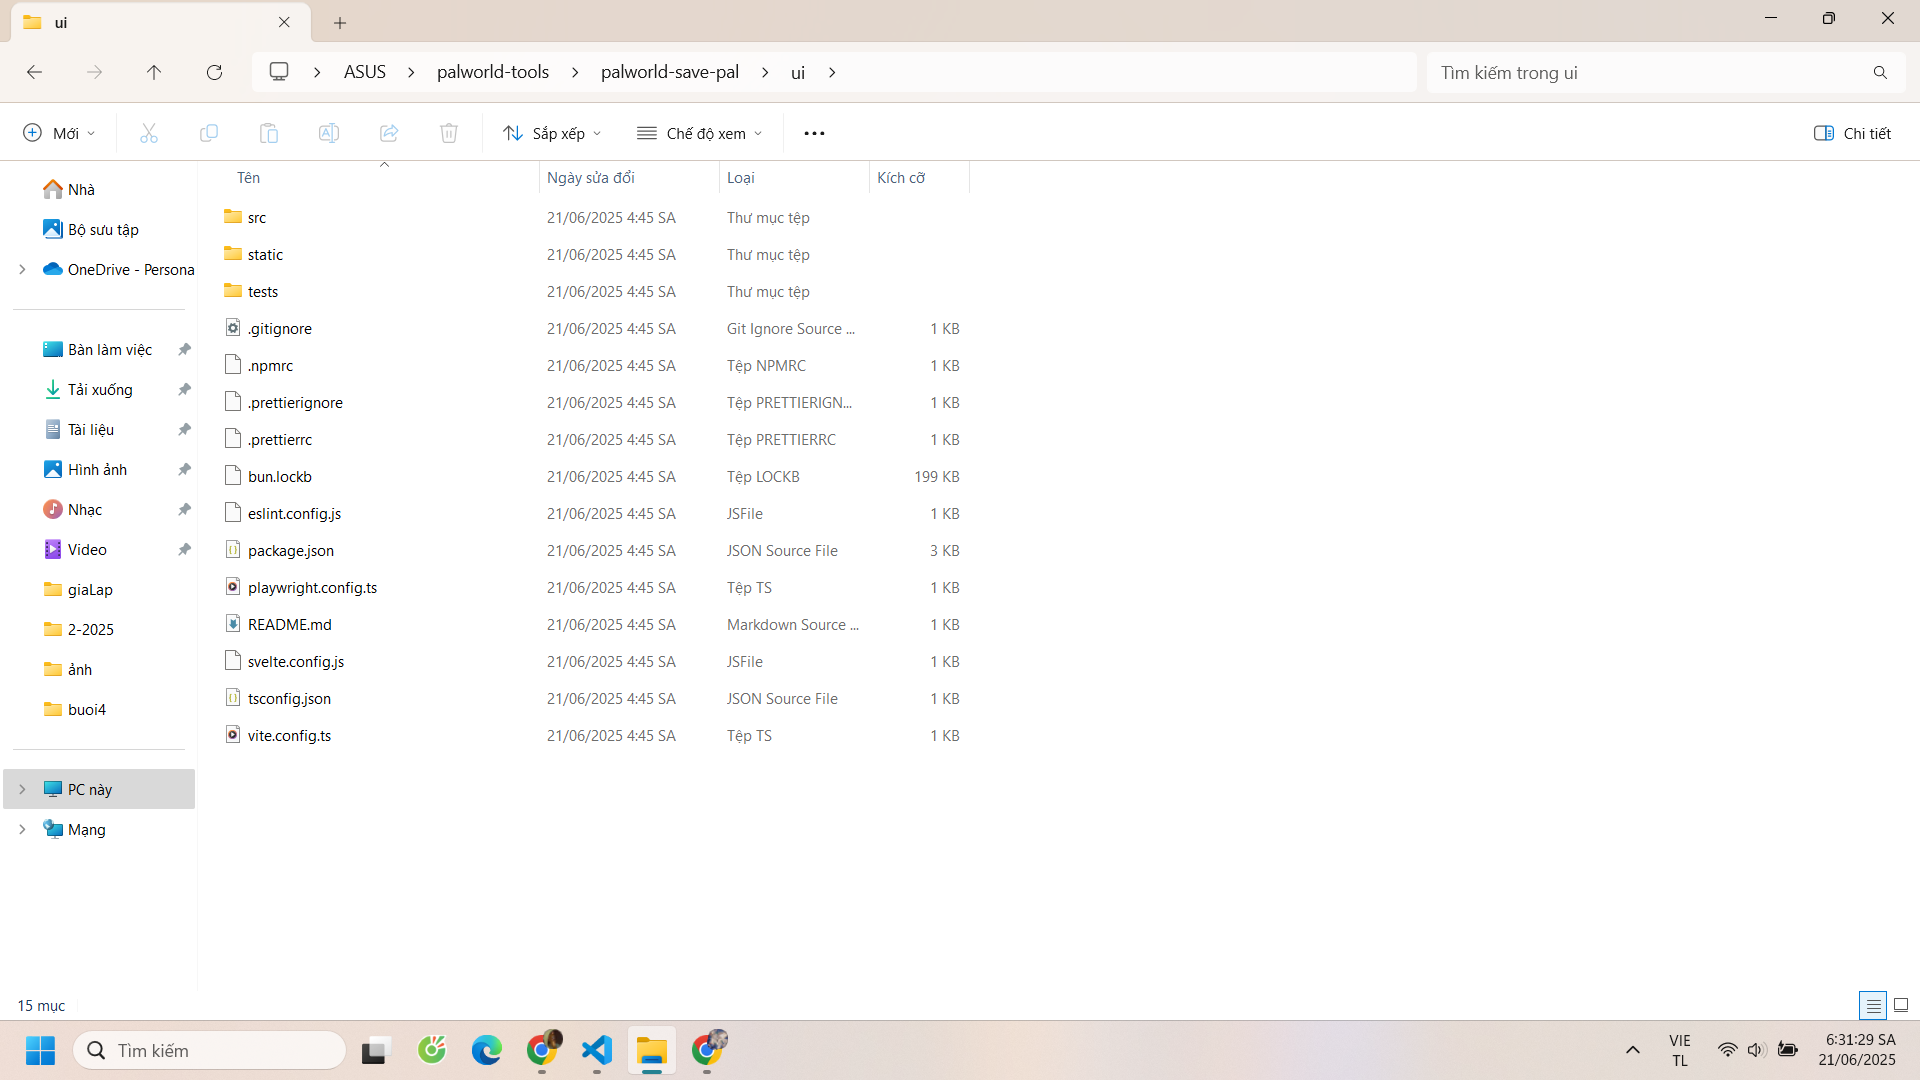 ui
ASUS
palworld-tools
palworld-save-pal
ui
Tìm kiếm trong ui
Mới
Sắp xếp
Chế độ xem
Chi tiết
Nhà
Bộ sưu tập
OneDrive - Persona
Bàn làm việc
Tải xuống
Tài liệu
Hình ảnh
Nhạc
Video
giaLap
2-2025
ảnh
buoi4
PC này
Mạng
Tên Ngày sửa đổi Loại Kích cỡ
src 21/06/2025 4:45 SA Thư mục tệp
static 21/06/2025 4:45 SA Thư mục tệp
tests 21/06/2025 4:45 SA Thư mục tệp
.gitignore 21/06/2025 4:45 SA Git Ignore Source ... 1 KB
.npmrc 21/06/2025 4:45 SA Tệp NPMRC 1 KB
.prettierignore 21/06/2025 4:45 SA Tệp PRETTIERIGN... 1 KB
.prettierrc 21/06/2025 4:45 SA Tệp PRETTIERRC 1 KB
bun.lockb 21/06/2025 4:45 SA Tệp LOCKB 199 KB
eslint.config.js 21/06/2025 4:45 SA JSFile 1 KB
package.json 21/06/2025 4:45 SA JSON Source File 3 KB
playwright.config.ts 21/06/2025 4:45 SA Tệp TS 1 KB
README.md 21/06/2025 4:45 SA Markdown Source ... 1 KB
svelte.config.js 21/06/2025 4:45 SA JSFile 1 KB
tsconfig.json 21/06/2025 4:45 SA JSON Source File 1 KB
vite.config.ts 21/06/2025 4:45 SA Tệp TS 1 KB
15 mục
Tìm kiếm
VIE
TL
6:31:29 SA
21/06/2025